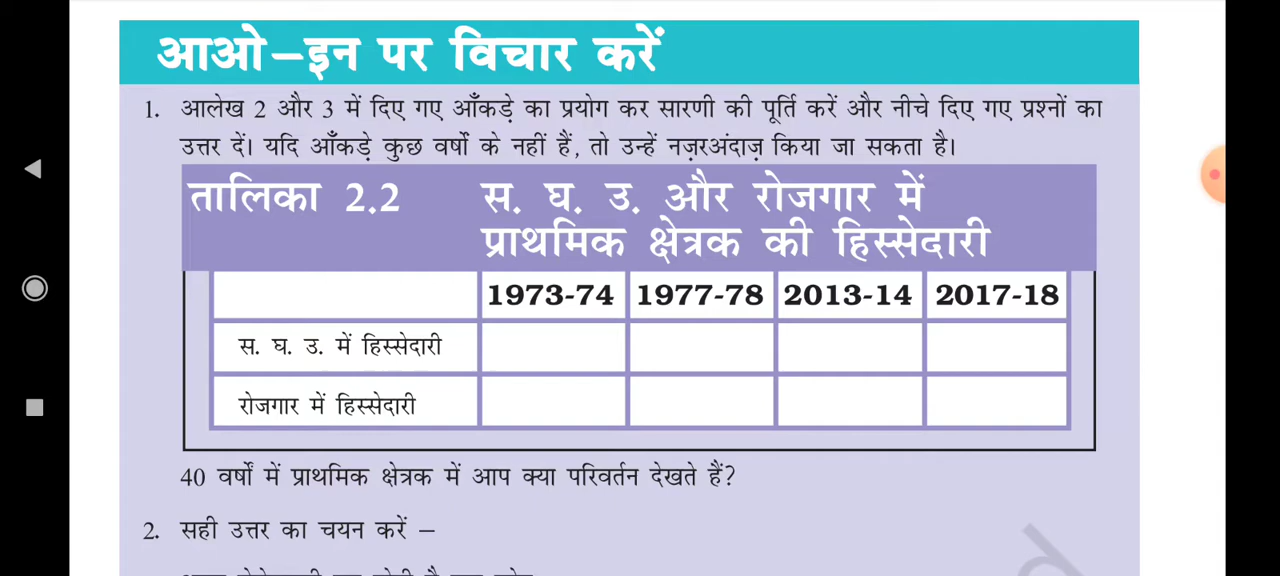 आओ–इन पर विचार करें
1. आलेख 2 और 3 में दिए गए आँकड़े का प्रयोग कर सारणी की पूर्ति करें और नीचे दिए गए प्रश्नों का
उत्तर दें। यदि आँकड़े कुछ वर्षों के नहीं हैं, तो उन्हें नज़रअंदाज़ किया जा सकता है।
तालिका 2.2 स. घ. उ. और रोजगार में
प्राथमिक क्षेत्रक की हिस्सेदारी
1973-74 1977-78 2013-14 2017-18
स. घ. उ. में हिस्सेदारी
रोजगार में हिस्सेदारी
40 वर्षों में प्राथमिक क्षेत्रक में आप क्या परिवर्तन देखते हैं?
2. सही उत्तर का चयन करें –
d